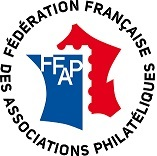 FÉDÉRATION FRANÇAISE
DES ASSOCIATIONS PHILATÉLIQUES
FFAP